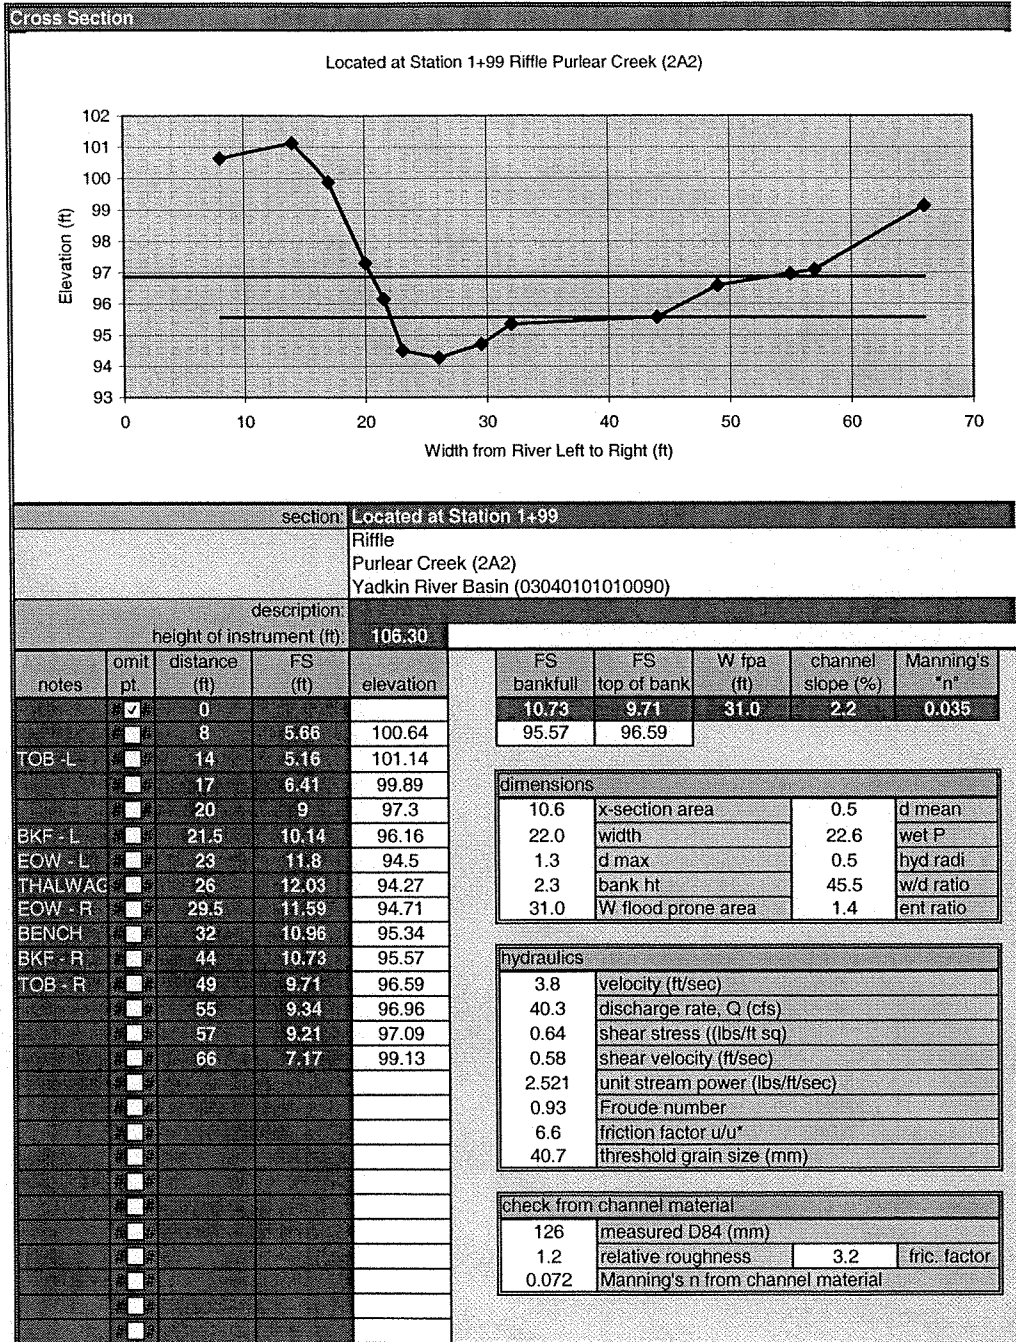 Cross Section
Located at Station 1+99 Riffle Purlear Creek (2A2)
102
101
100
99
98
97
96
95
94
93
Elevation (ft)
0 10 20 30 40 50 60 70
Width from River Left to Right (ft)
section: Located at Station 1+99
Riffle
Purlear Creek (2A2)
Yadkin River Basin (03040101010090)
description:
height of instrument (ft): 106.30
notes omit pt. distance (ft) FS (ft) elevation
0
8 5.66 100.64
TOB -L 14 5.16 101.14
17 6.41 99.89
20 9 97.3
BKF - L 21.5 10.14 96.16
EOW - L 23 11.8 94.5
THALWAG 26 12.03 94.27
EOW - R 29.5 11.59 94.71
BENCH 32 10.96 95.34
BKF - R 44 10.73 95.57
TOB - R 49 9.71 96.59
55 9.34 96.96
57 9.21 97.09
66 7.17 99.13
FS bankfull FS top of bank W fpa (ft) channel slope (%) Manning's "n"
10.73 9.71 31.0 2.2 0.035
95.57 96.59
dimensions
10.6 x-section area 0.5 d mean
22.0 width 22.6 wet P
1.3 d max 0.5 hyd radi
2.3 bank ht 45.5 w/d ratio
31.0 W flood prone area 1.4 ent ratio
hydraulics
3.8 velocity (ft/sec)
40.3 discharge rate, Q (cfs)
0.64 shear stress ((lbs/ft sq)
0.58 shear velocity (ft/sec)
2.521 unit stream power (lbs/ft/sec)
0.93 Froude number
6.6 friction factor u/u*
40.7 threshold grain size (mm)
check from channel material
126 measured D84 (mm)
1.2 relative roughness 3.2 fric. factor
0.072 Manning's n from channel material